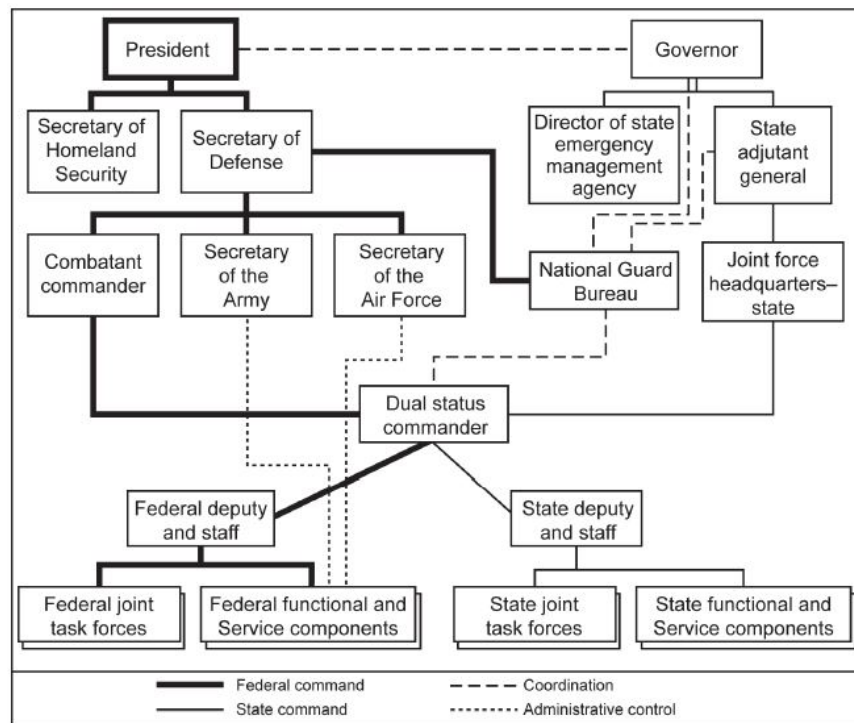 President
Governor
Secretary of
Homeland
Security
Secretary of
Defense
Director of state
emergency
management
agency
State
adjutant
general
Combatant
commander
Secretary
of the
Army
Secretary
of the
Air Force
National Guard
Bureau
Joint force
headquarters–
state
Dual status
commander
Federal deputy
and staff
State deputy
and staff
Federal joint
task forces
Federal functional and
Service components
State joint
task forces
State functional and
Service components
Federal command
Coordination
State command
Administrative control